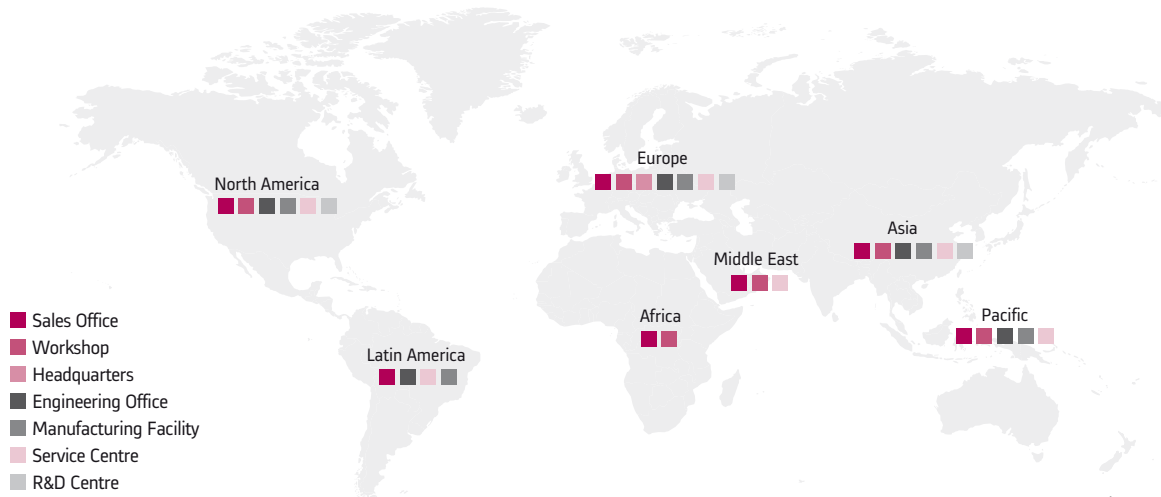 Europe
North America
Asia
Middle East
Africa
Pacific
Latin America
Sales Office
Workshop
Headquarters
Engineering Office
Manufacturing Facility
Service Centre
R&D Centre